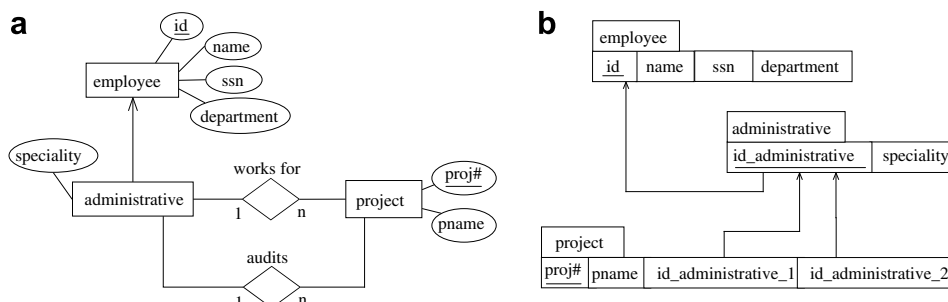 a
id
name
employee
ssn
department
speciality
works for
proj#
administrative
project
1
n
pname
audits
1
n
b
employee
id name ssn department
administrative
id_administrative speciality
project
proj# pname id_administrative_1 id_administrative_2